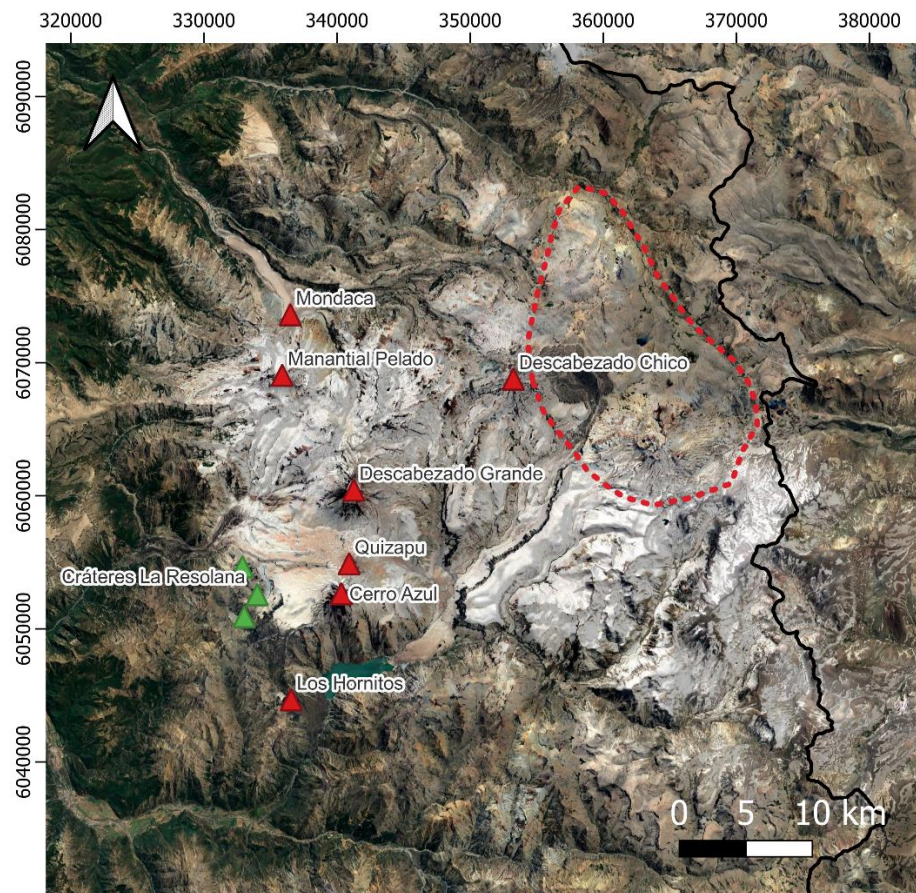 320000 330000 340000 350000 360000 370000 380000
6090000
6080000
6070000
6060000
6050000
6040000
Mondaca
Manantial Pelado
Descabezado Chico
Descabezado Grande
Quizapu
Cráteres La Resolana
Cerro Azul
Los Hornitos
0 5 10 km